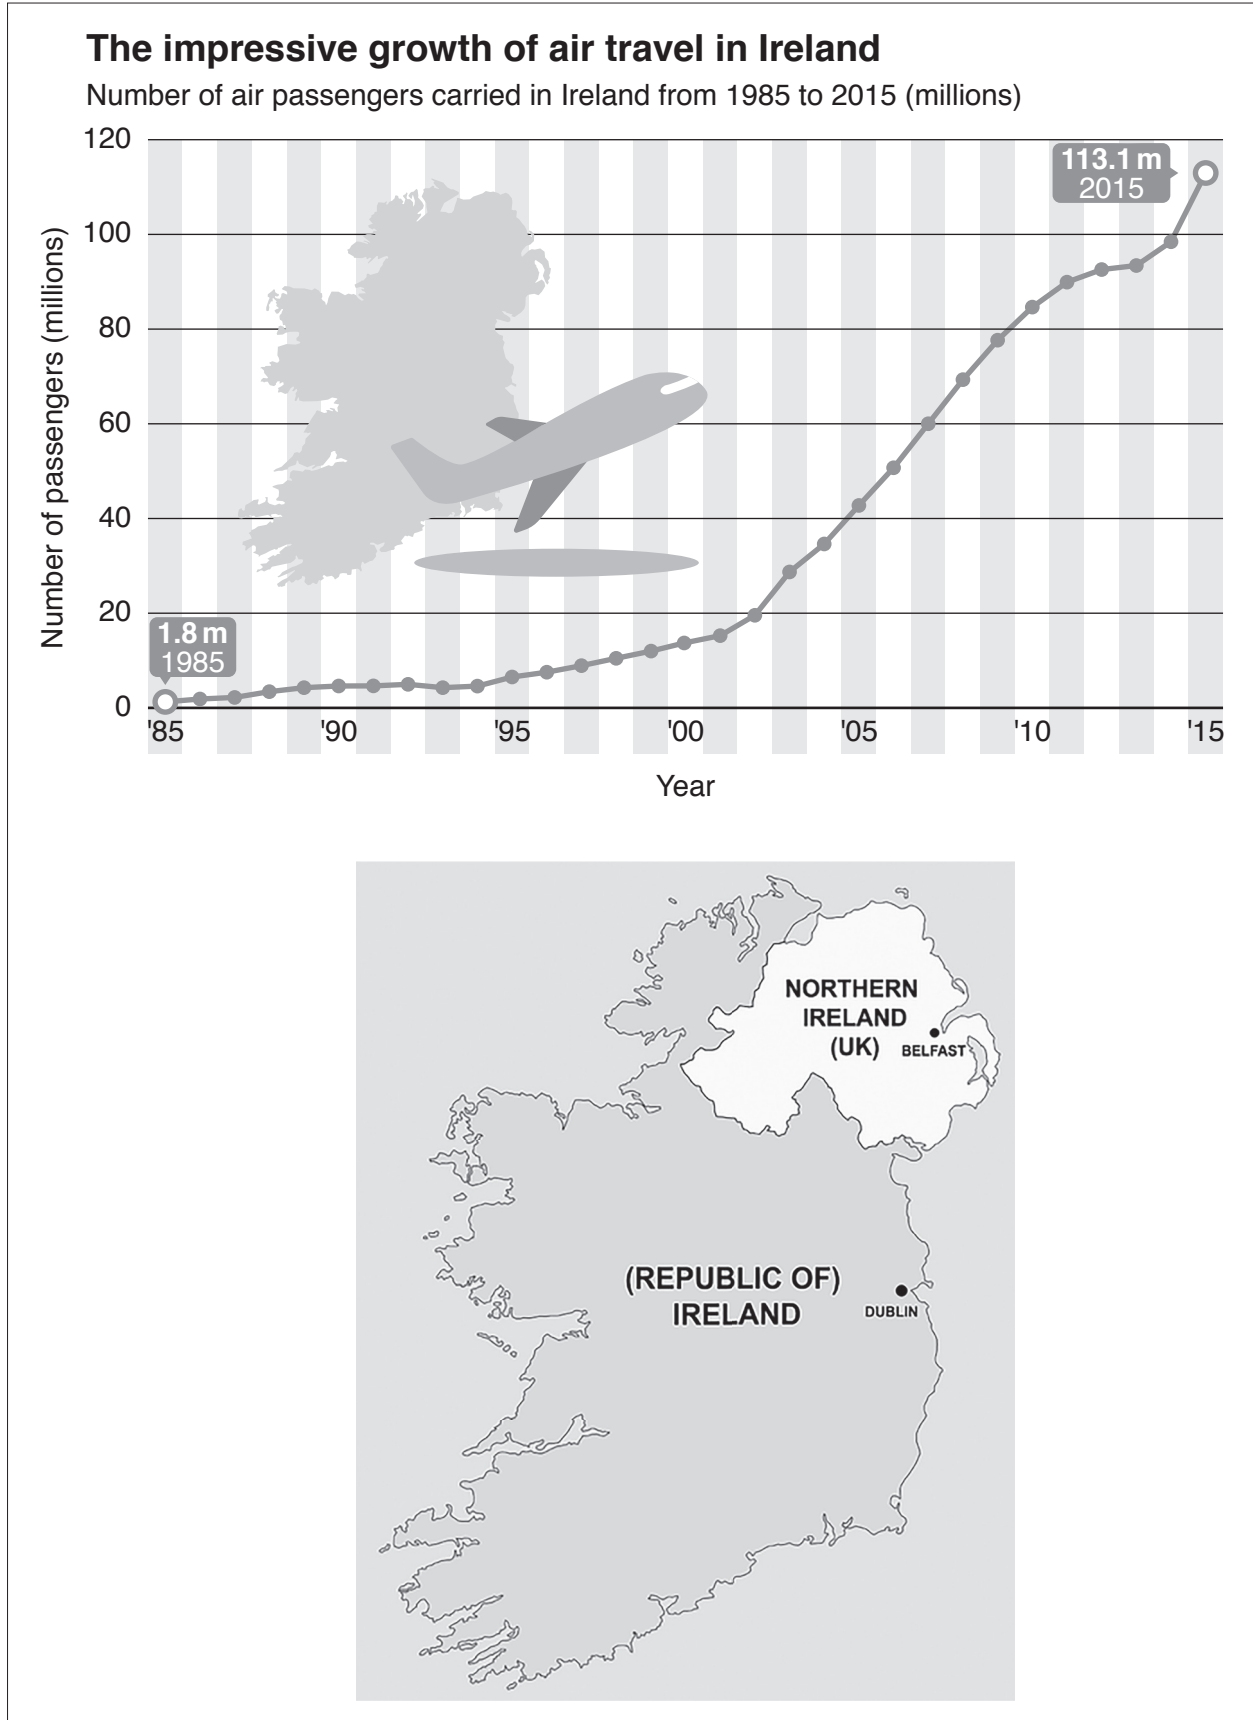 The impressive growth of air travel in Ireland
Number of air passengers carried in Ireland from 1985 to 2015 (millions)
120
100
80
60
40
20
0
Number of passengers (millions)
113.1 m
2015
1.8 m
1985
'85 '90 '95 '00 '05 '10 '15
Year
NORTHERN
IRELAND
(UK)
BELFAST
(REPUBLIC OF)
IRELAND
DUBLIN